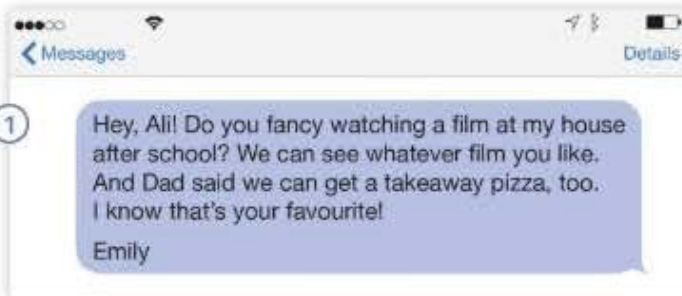 Messages
Details
1
Hey, Ali! Do you fancy watching a film at my house
after school? We can see whatever film you like.
And Dad said we can get a takeaway pizza, too.
I know that's your favourite!
Emily